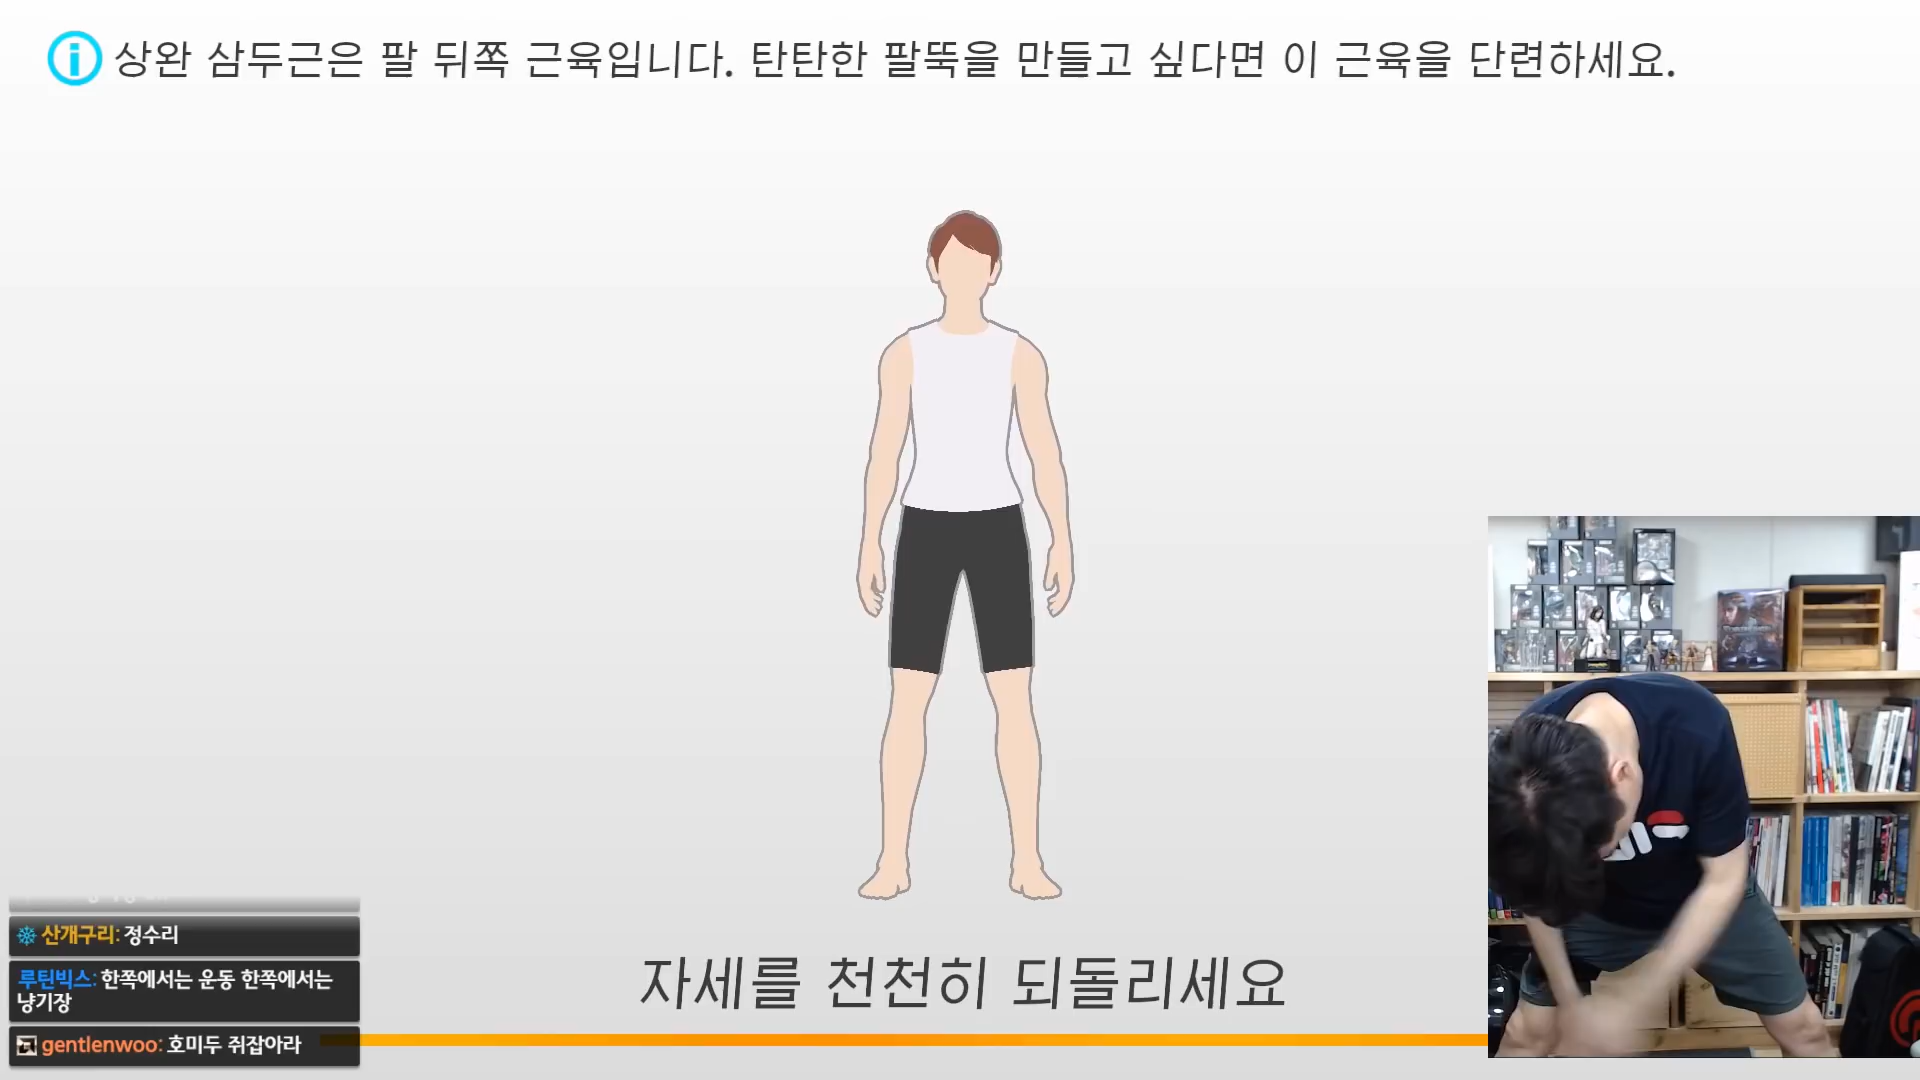 상완 삼두근은 팔 뒤쪽 근육입니다. 탄탄한 팔뚝을 만들고 싶다면 이 근육을 단련하세요.
자세를 천천히 되돌리세요
산개구리: 정수리
루틴빅스: 한쪽에서는 운동 한쪽에서는
냥기장
gentlenwoo: 호미두 쥐잡아라